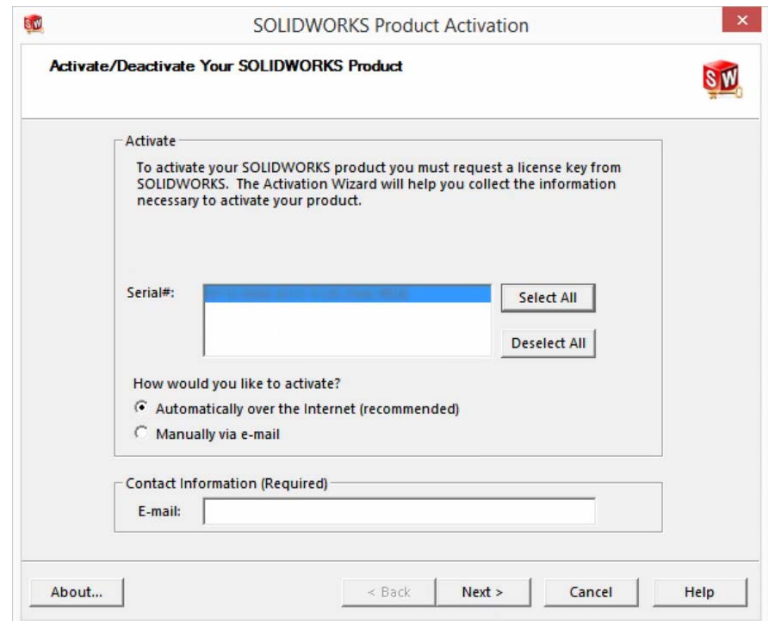 SOLIDWORKS Product Activation
Activate/Deactivate Your SOLIDWORKS Product
S W
Activate
To activate your SOLIDWORKS product you must request a license key from
SOLIDWORKS. The Activation Wizard will help you collect the information
necessary to activate your product.
Serial#:
Select All
Deselect All
How would you like to activate?
Automatically over the Internet (recommended)
Manually via e-mail
Contact Information (Required)
E-mail:
About...
< Back
Next >
Cancel
Help